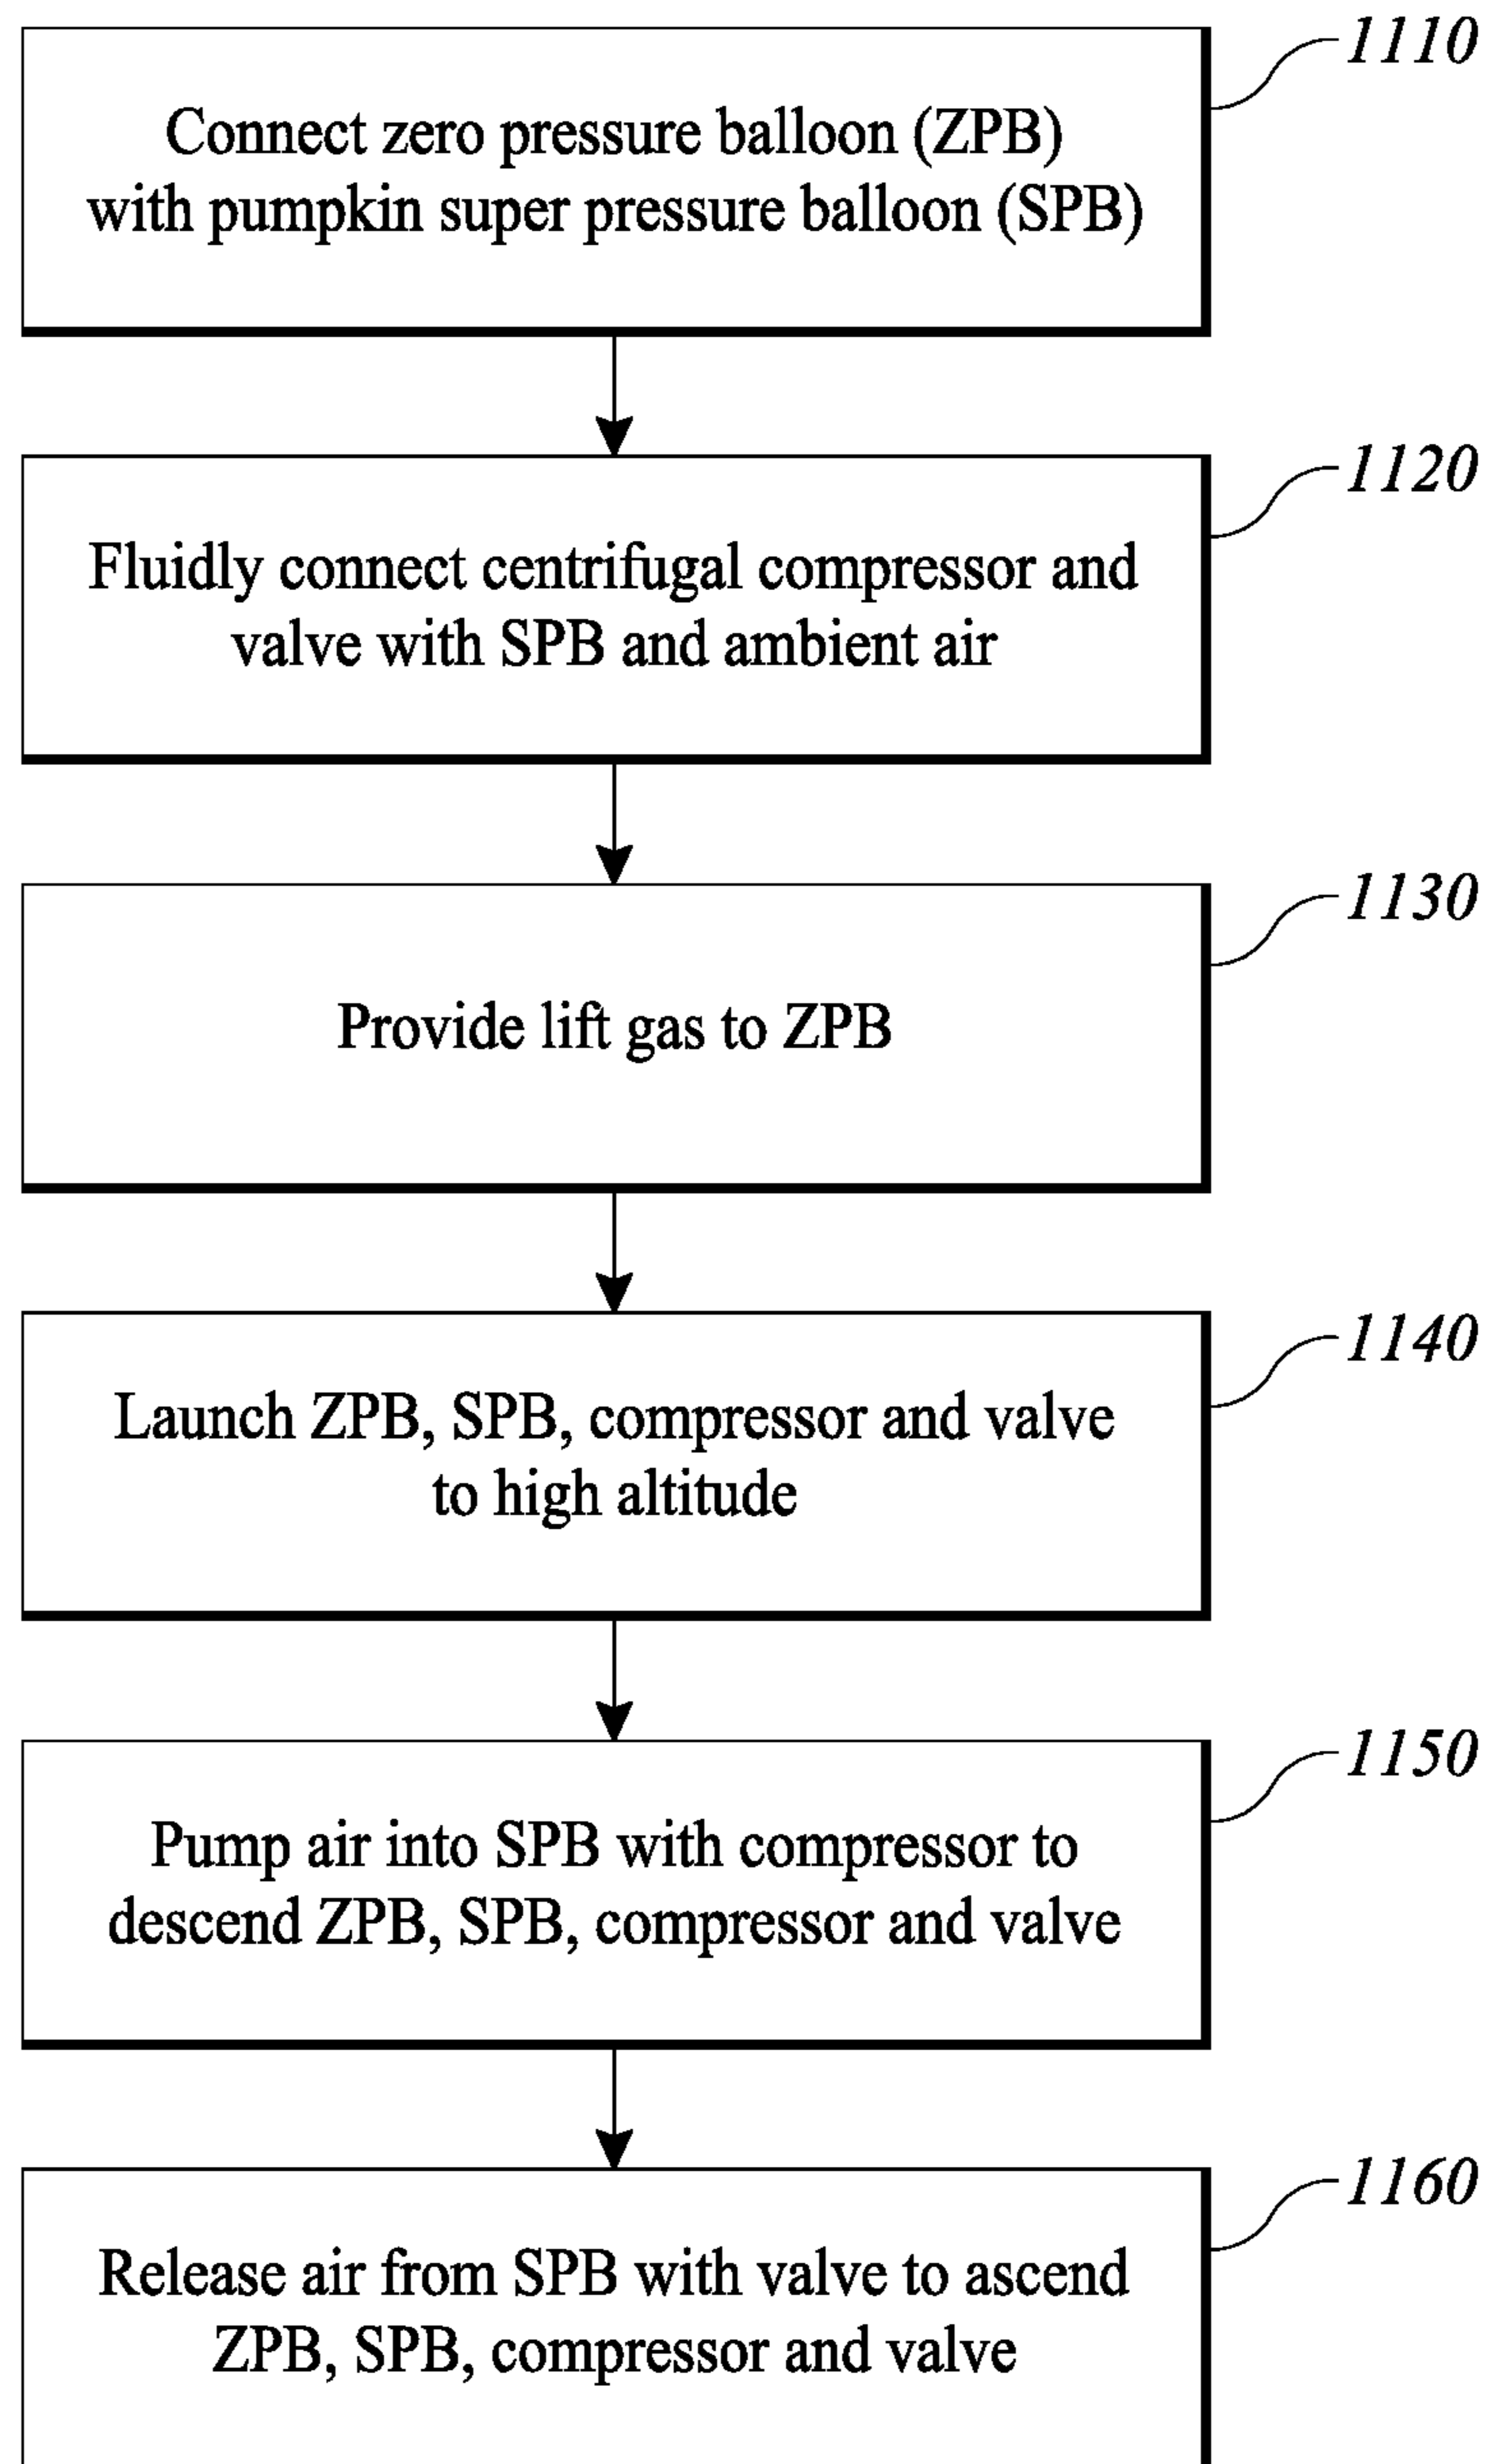 1110
Connect zero pressure balloon (ZPB)
with pumpkin super pressure balloon (SPB)
1120
Fluidly connect centrifugal compressor and
valve with SPB and ambient air
1130
Provide lift gas to ZPB
1140
Launch ZPB, SPB, compressor and valve
to high altitude
1150
Pump air into SPB with compressor to
descend ZPB, SPB, compressor and valve
1160
Release air from SPB with valve to ascend
ZPB, SPB, compressor and valve